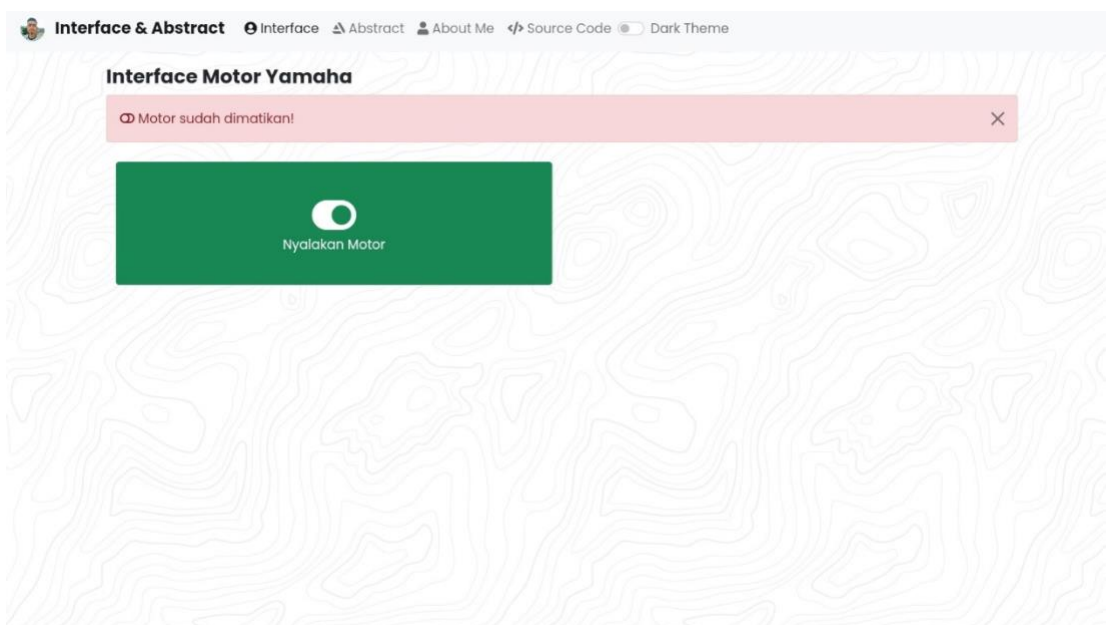 Interface & Abstract Interface Abstract About Me Source Code Dark Theme
Interface Motor Yamaha
Motor sudah dimatikan!
Nyalakan Motor